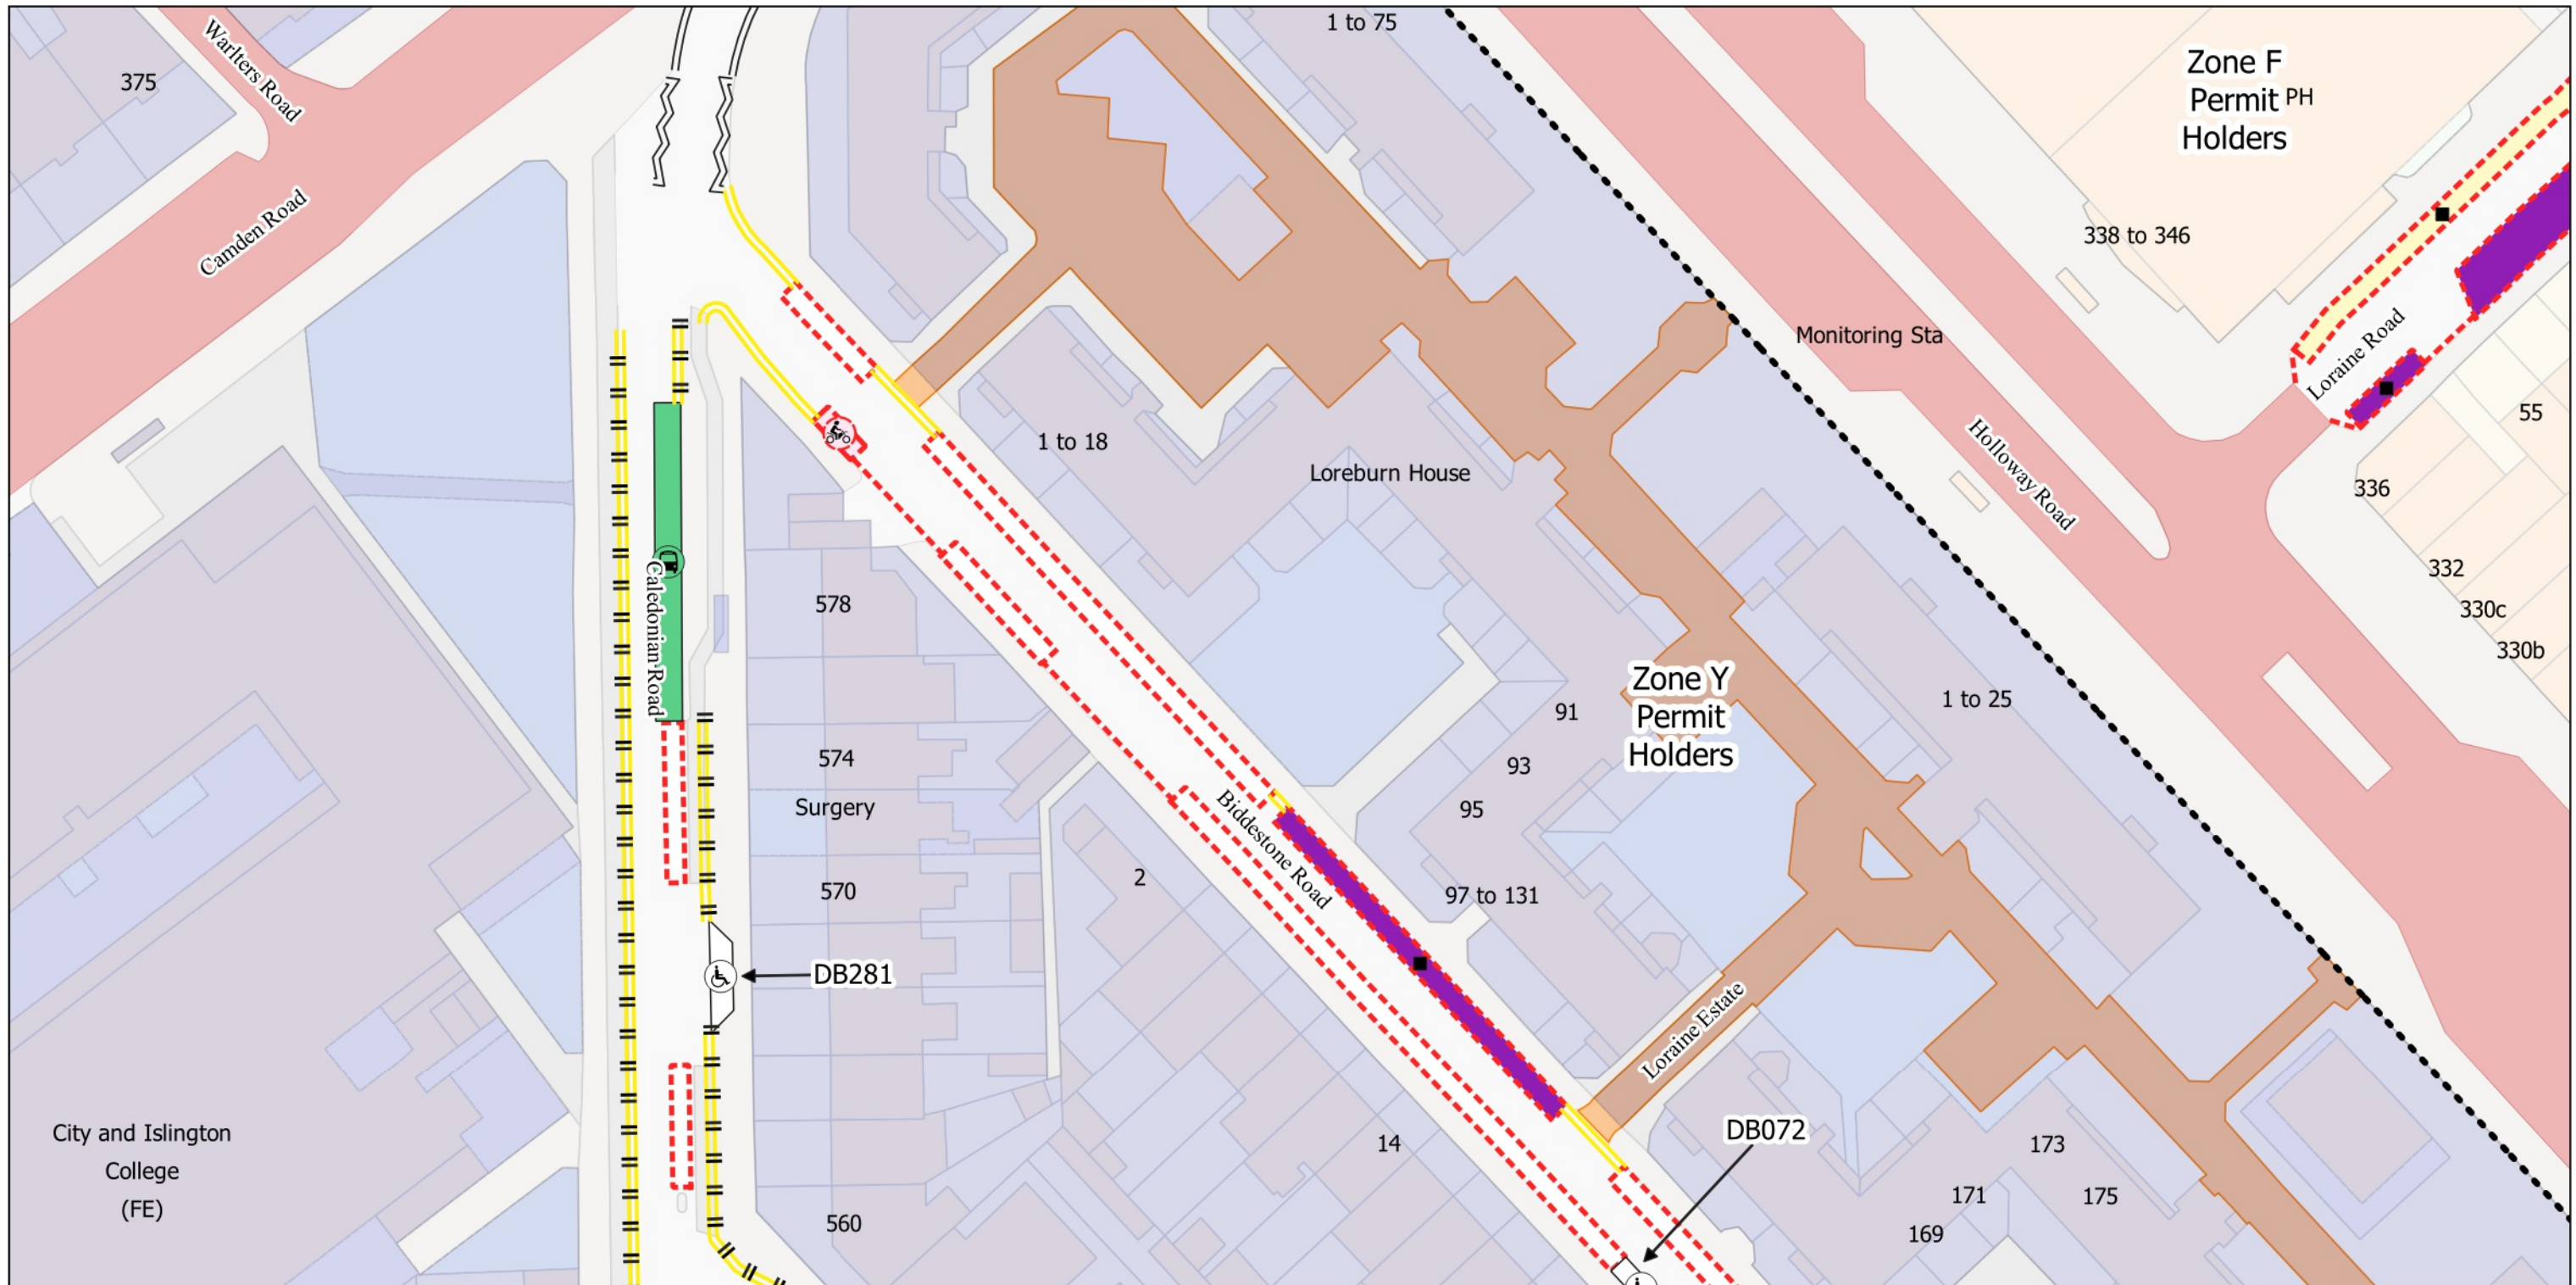 1 to 75
Warlters Road
375
Zone F
Permit
Holders
PH
Camden Road
338 to 346
Monitoring Sta
Loraine Road
55
1 to 18
Loreburn House
Holloway Road
336
332
330c
330b
578
Caledonian Road
Zone Y
Permit
Holders
91
1 to 25
574
93
Surgery
95
Biddestone Road
570
2
97 to 131
DB281
Loraine Estate
City and Islington
College
(FE)
14
DB072
173
171
175
560
169